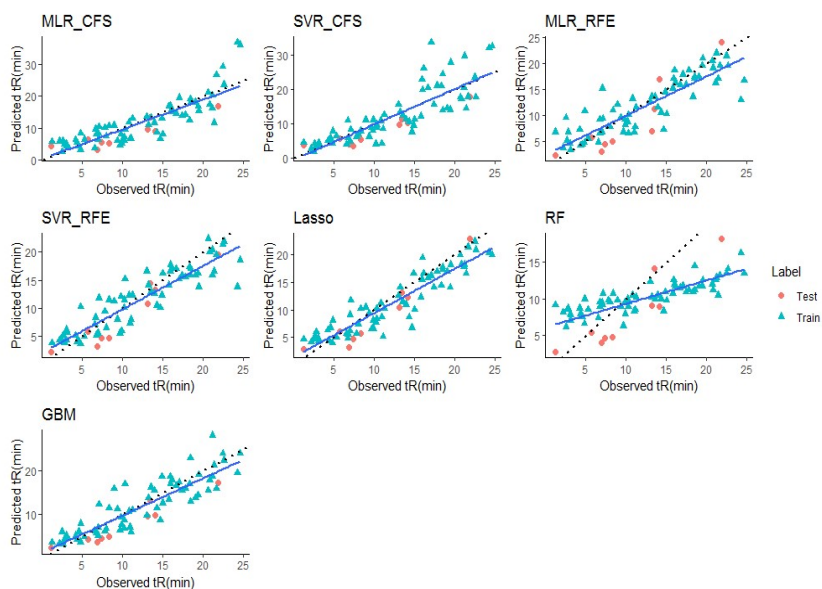 MLR_CFS
Predicted tR(min)
30
20
10
0
5 10 15 20 25
Observed tR(min)
SVR_CFS
Predicted tR(min)
30
20
10
0
5 10 15 20 25
Observed tR(min)
MLR_RFE
Predicted tR(min)
25
20
15
10
5
5 10 15 20 25
Observed tR(min)
SVR_RFE
Predicted tR(min)
20
15
10
5
5 10 15 20 25
Observed tR(min)
Lasso
Predicted tR(min)
20
15
10
5
5 10 15 20 25
Observed tR(min)
RF
Predicted tR(min)
15
10
5
5 10 15 20 25
Observed tR(min)
Label
Test
Train
GBM
Predicted tR(min)
20
10
5 10 15 20 25
Observed tR(min)